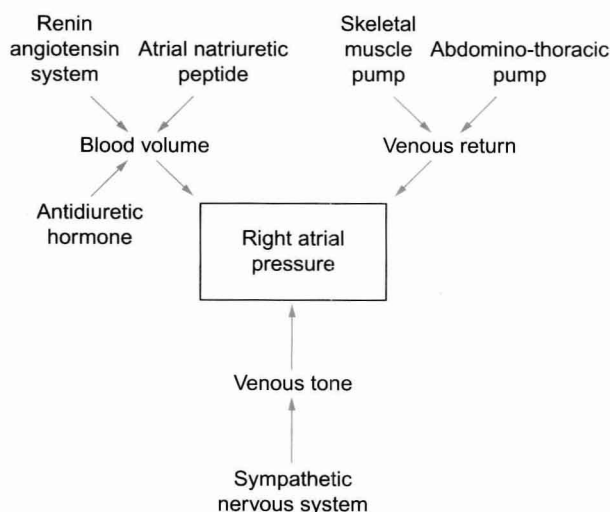 Renin
angiotensin
system
Atrial natriuretic
peptide
Skeletal
muscle
pump
Abdomino-thoracic
pump
Blood volume
Venous return
Antidiuretic
hormone
Right atrial
pressure
Venous tone
Sympathetic
nervous system